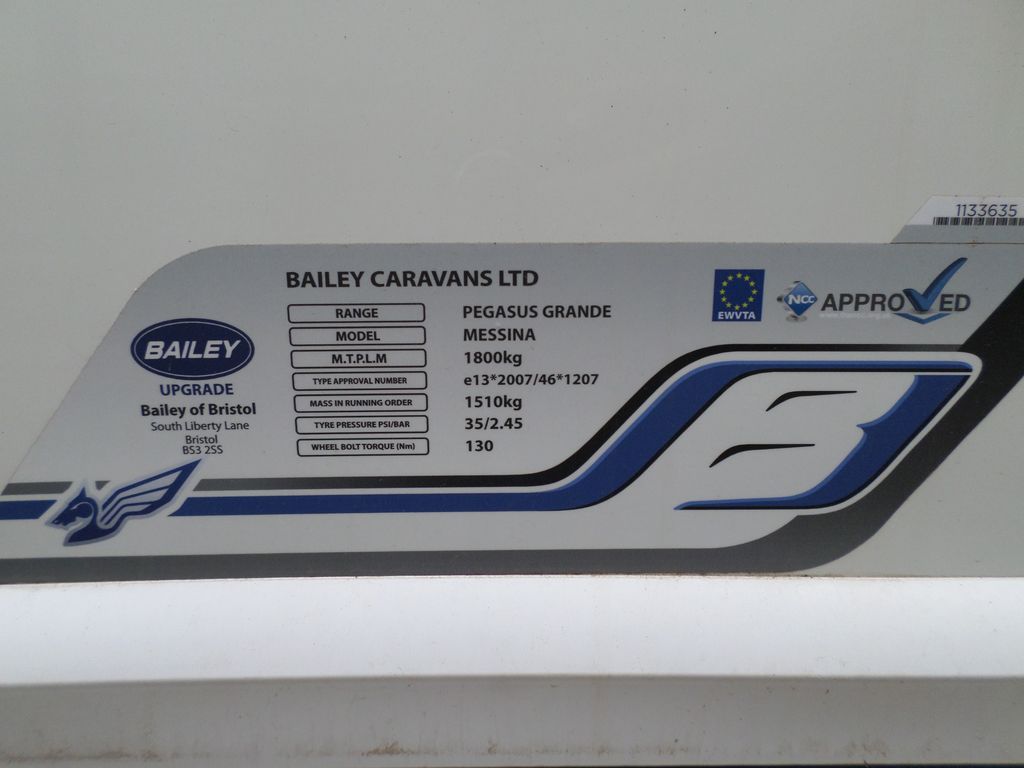 1133635
BAILEY CARAVANS LTD
RANGE PEGASUS GRANDE
MODEL MESSINA
M.T.P.L.M 1800kg
TYPE APPROVAL NUMBER e13*2007/46*1207
MASS IN RUNNING ORDER 1510kg
TYRE PRESSURE PSI/BAR 35/2.45
WHEEL BOLT TORQUE (Nm) 130
BAILEY
UPGRADE
Bailey of Bristol
South Liberty Lane
Bristol
BS3 2SS
EWVTA
NCC APPROVED